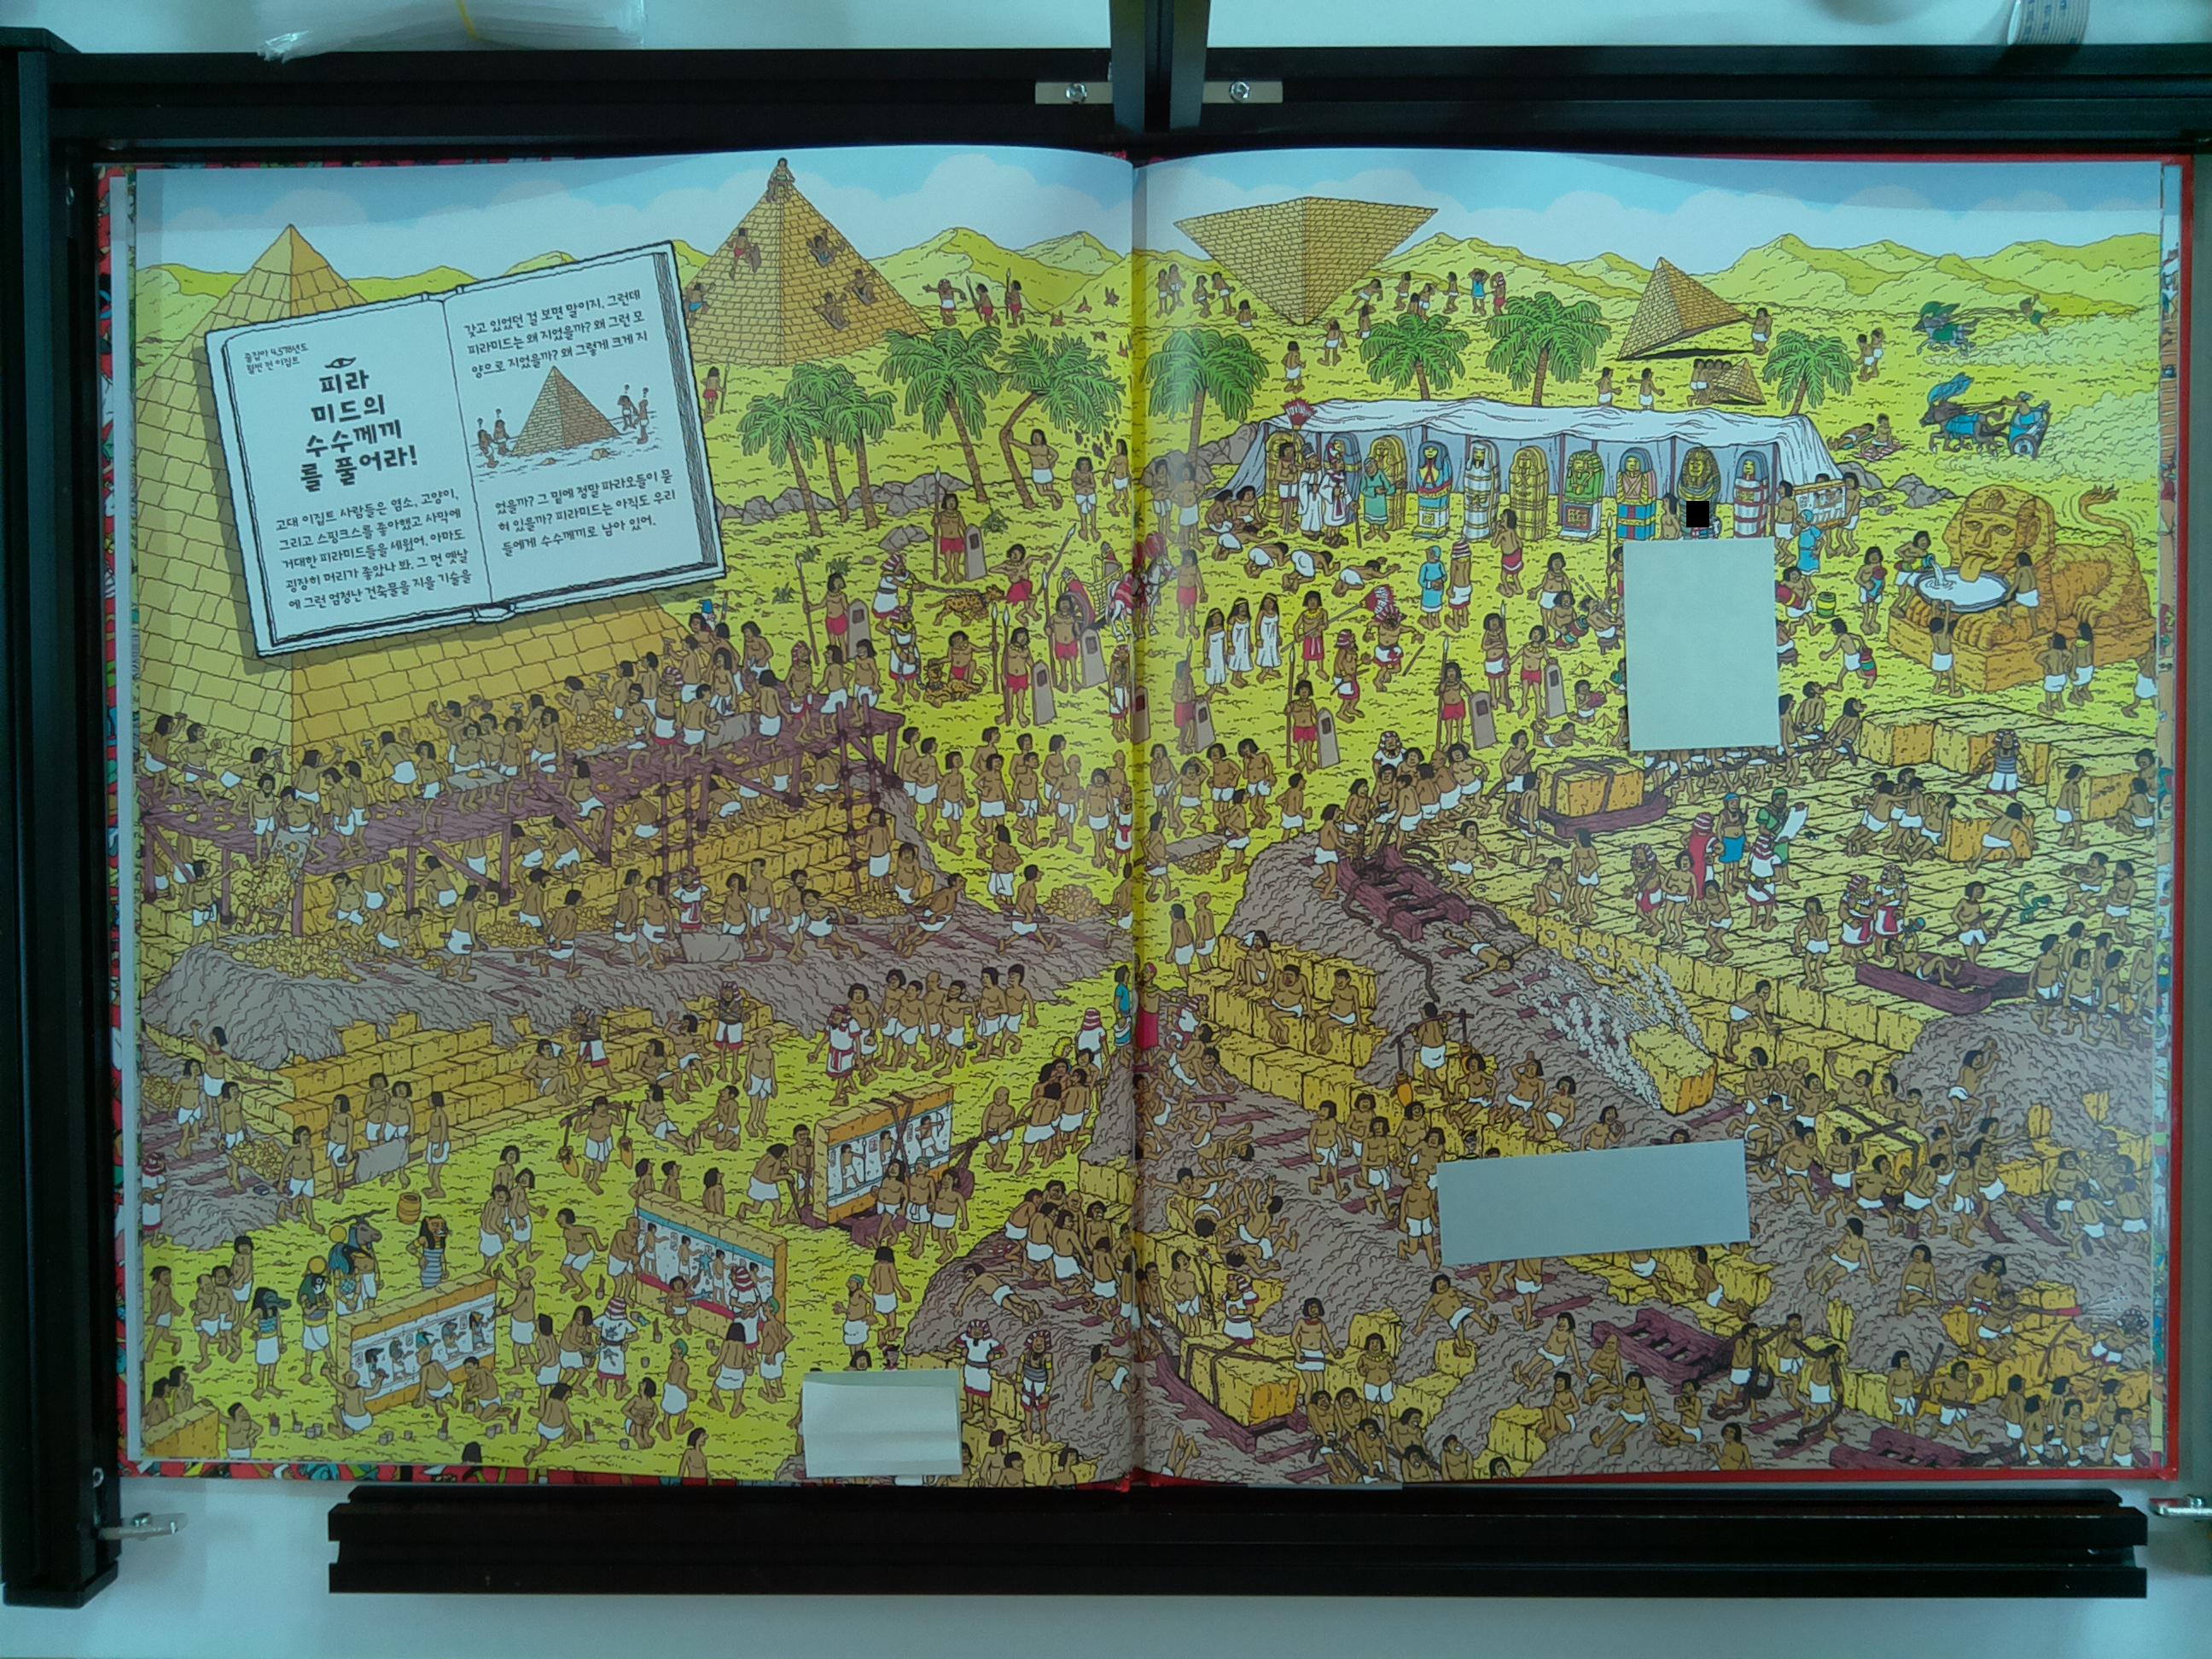 중집아 4,578년도
훨씬 전 이집트
피라
미드의
수수께끼
를 풀어라!
고대 이집트 사람들은 염소, 고양이,
그리고 스핑크스를 좋아했고 사막에
거대한 피라미드들을 세웠어. 아마도
굉장히 머리가 좋았나 봐. 그 먼 옛날
에 그런 엄청난 건축물을 지을 기술을
갖고 있었던 걸 보면 말이지. 그런데
피라미드는 왜 지었을까? 왜 그런 모
양으로 지었을까? 왜 그렇게 크게 지
었을까? 그 밑에 정말 파라오들이 묻
혀 있을까? 피라미드는 아직도 우리
들에게 수수께끼로 남아 있어.